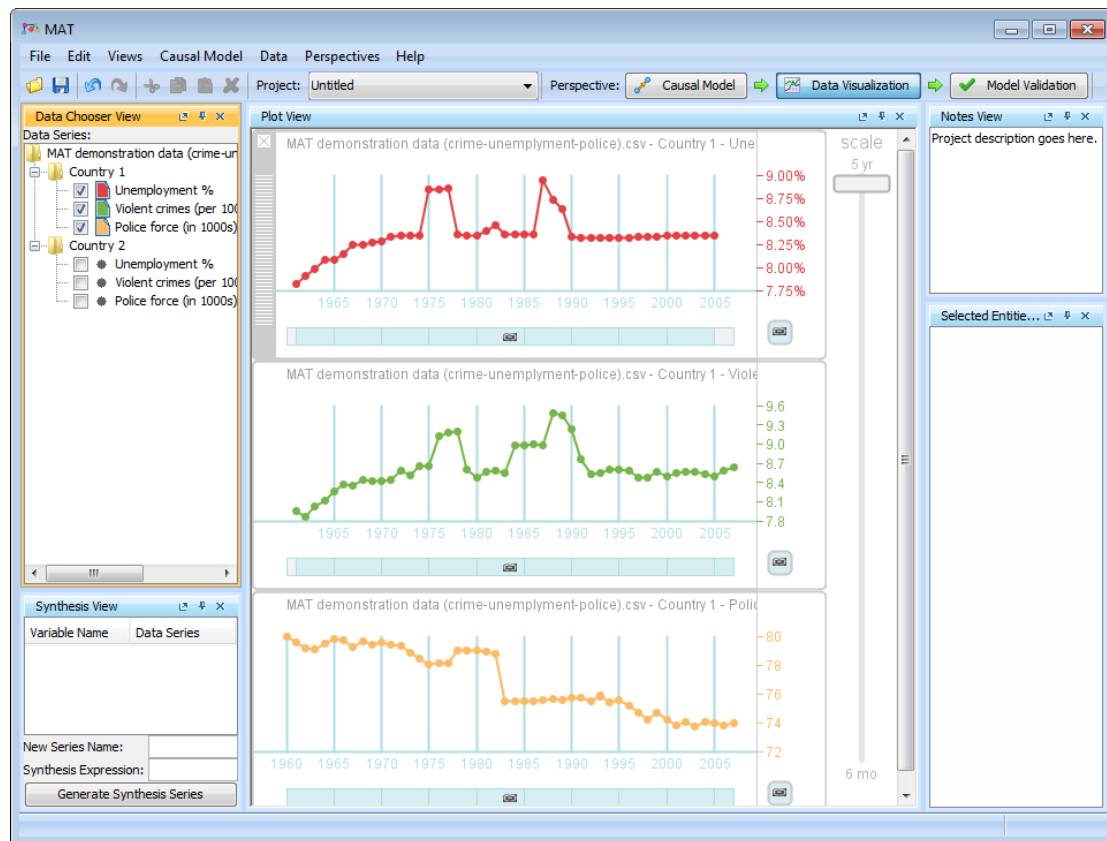 MAT
File Edit Views Causal Model Data Perspectives Help
Project: Untitled Perspective: Causal Model Data Visualization Model Validation
Data Chooser View
Data Series:
MAT demonstration data (crime-un
Country 1
Unemployment %
Violent crimes (per 100
Police force (in 1000s)
Country 2
Unemployment %
Violent crimes (per 100
Police force (in 1000s)
Synthesis View
Variable Name Data Series
New Series Name:
Synthesis Expression:
Generate Synthesis Series
Plot View
MAT demonstration data (crime-unemplyment-police).csv - Country 1 - Une
9.00%
8.75%
8.50%
8.25%
8.00%
7.75%
1965 1970 1975 1980 1985 1990 1995 2000 2005
MAT demonstration data (crime-unemplyment-police).csv - Country 1 - Viole
9.6
9.3
9.0
8.7
8.4
8.1
7.8
1965 1970 1975 1980 1985 1990 1995 2000 2005
MAT demonstration data (crime-unemplyment-police).csv - Country 1 - Polic
80
78
76
74
72
1960 1965 1970 1975 1980 1985 1990 1995 2000 2005
scale
5 yr
6 mo
Notes View
Project description goes here.
Selected Entitie...